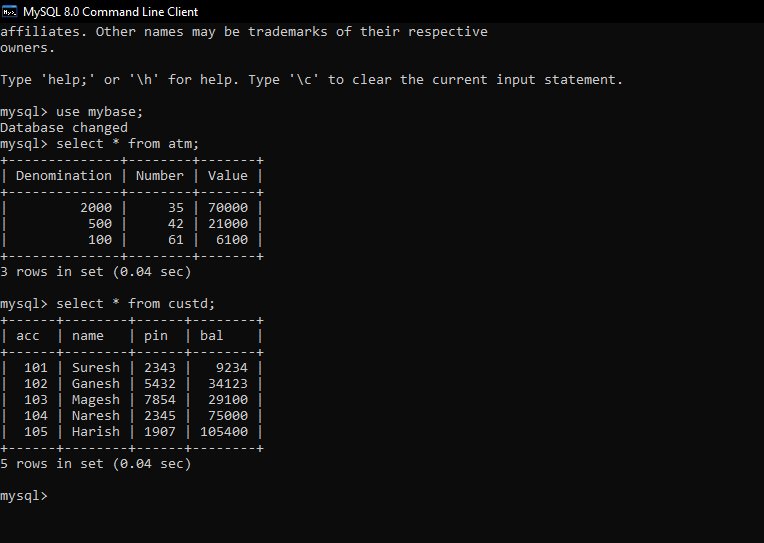 MySQL 8.0 Command Line Client
affiliates. Other names may be trademarks of their respective
owners.
Type 'help;' or '\h' for help. Type '\c' to clear the current input statement.
mysql> use mybase;
Database changed
mysql> select * from atm;
+--------------+--------+-------+
| Denomination | Number | Value |
+--------------+--------+-------+
|         2000 |     35 | 70000 |
|          500 |     42 | 21000 |
|          100 |     61 |  6100 |
+--------------+--------+-------+
3 rows in set (0.04 sec)
mysql> select * from custd;
+------+--------+------+--------+
| acc  | name   | pin  | bal    |
+------+--------+------+--------+
|  101 | Suresh | 2343 |   9234 |
|  102 | Ganesh | 5432 |  34123 |
|  103 | Magesh | 7854 |  29100 |
|  104 | Naresh | 2345 |  75000 |
|  105 | Harish | 1907 | 105400 |
+------+--------+------+--------+
5 rows in set (0.04 sec)
mysql>